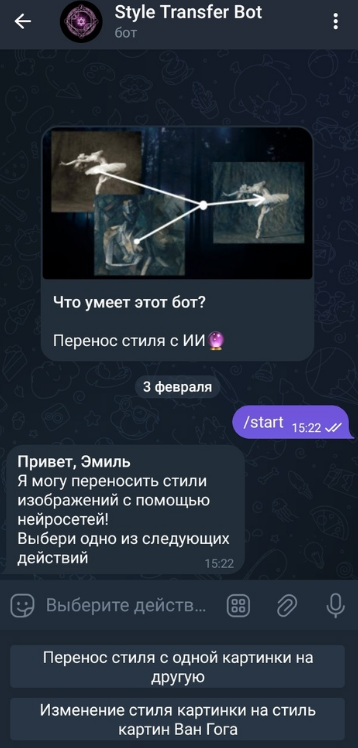 Style Transfer Bot
бот
Что умеет этот бот?
Перенос стиля с ИИ🔮
3 февраля
/start 15:22
Привет, Эмиль
Я могу переносить стили
изображений с помощью
нейросетей!
Выбери одно из следующих
действий 15:22
Выберите действ...
Перенос стиля с одной картинки на
другую
Изменение стиля картинки на стиль
картин Ван Гога